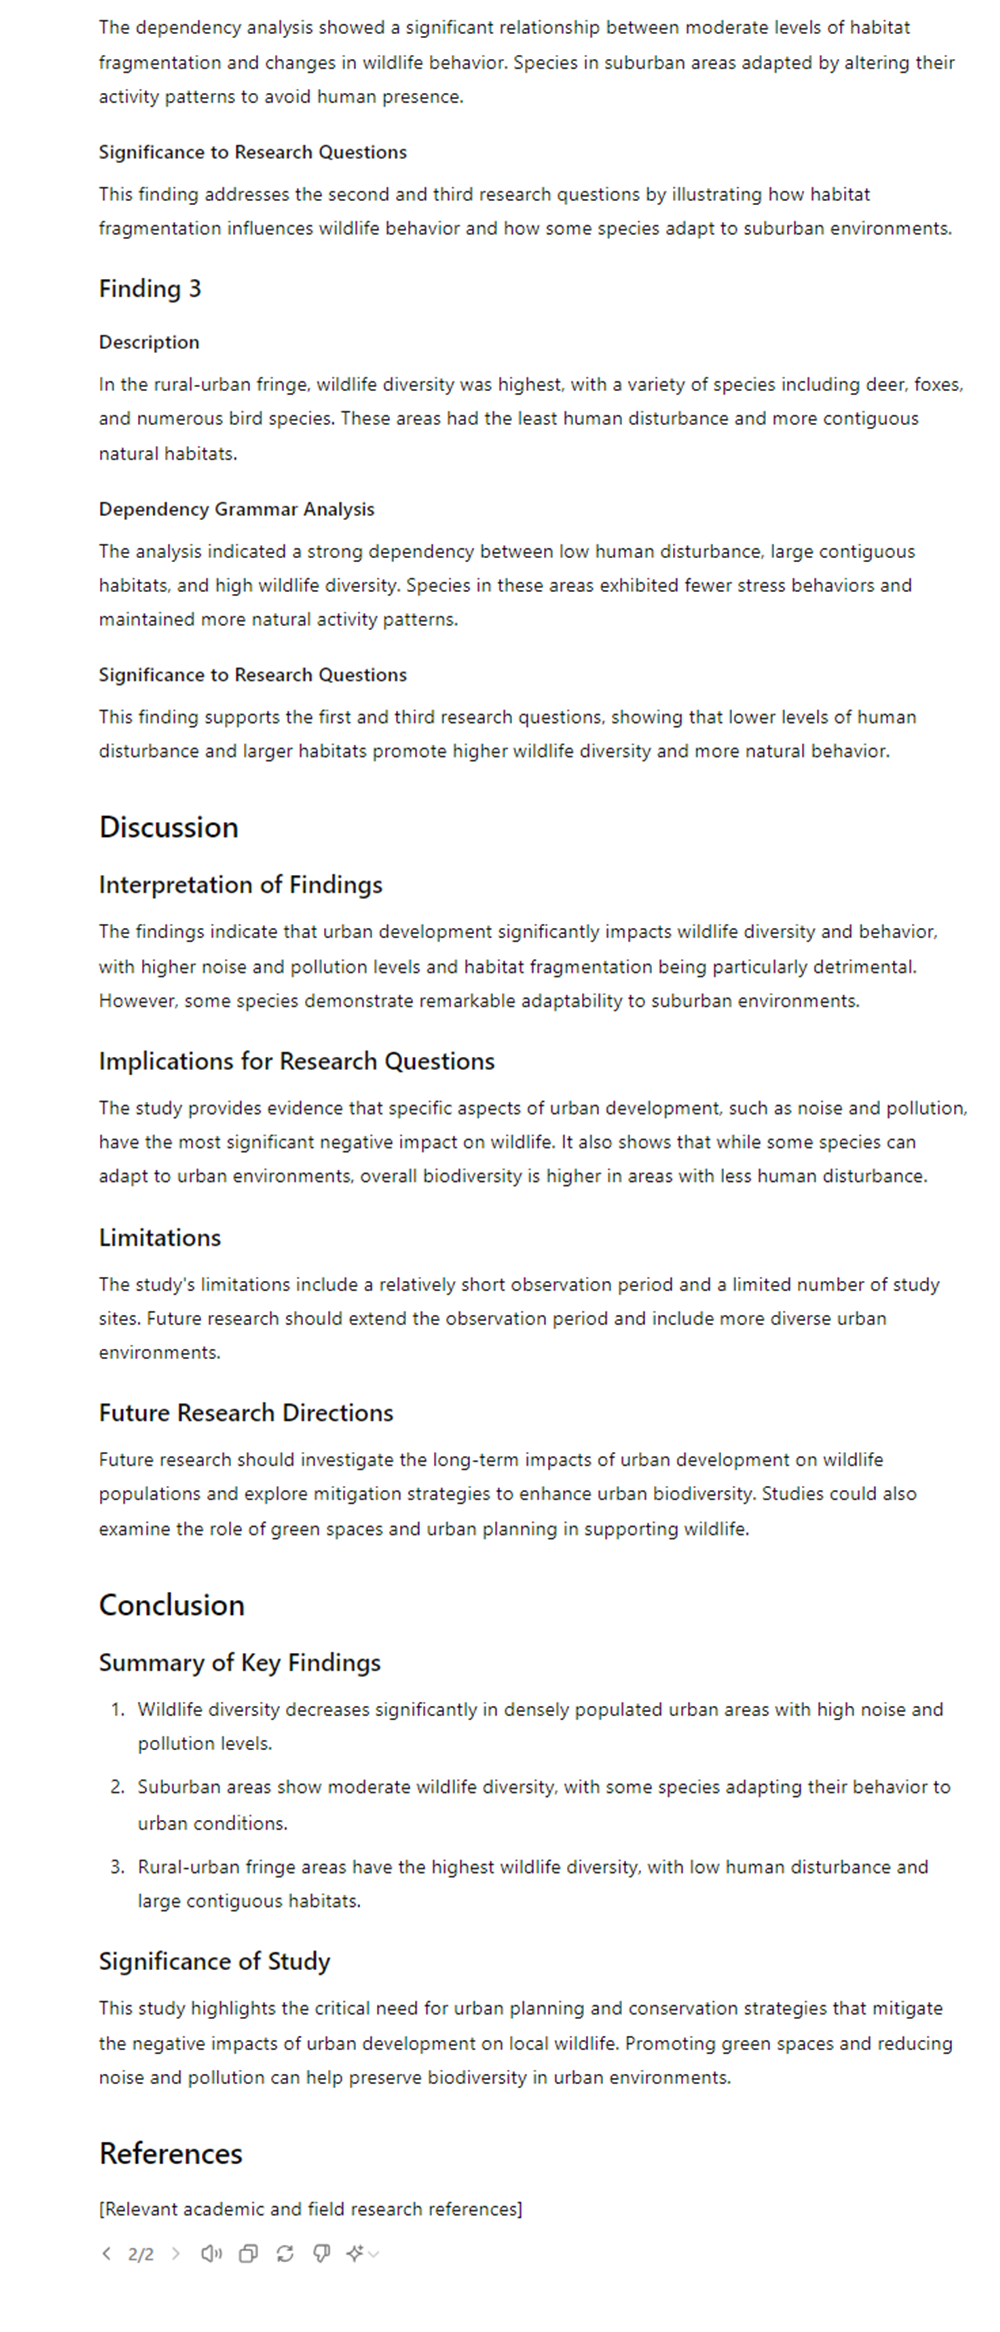 The dependency analysis showed a significant relationship between moderate levels of habitat
fragmentation and changes in wildlife behavior. Species in suburban areas adapted by altering their
activity patterns to avoid human presence.
Significance to Research Questions
This finding addresses the second and third research questions by illustrating how habitat
fragmentation influences wildlife behavior and how some species adapt to suburban environments.
Finding 3
Description
In the rural-urban fringe, wildlife diversity was highest, with a variety of species including deer, foxes,
and numerous bird species. These areas had the least human disturbance and more contiguous
natural habitats.
Dependency Grammar Analysis
The analysis indicated a strong dependency between low human disturbance, large contiguous
habitats, and high wildlife diversity. Species in these areas exhibited fewer stress behaviors and
maintained more natural activity patterns.
Significance to Research Questions
This finding supports the first and third research questions, showing that lower levels of human
disturbance and larger habitats promote higher wildlife diversity and more natural behavior.
Discussion
Interpretation of Findings
The findings indicate that urban development significantly impacts wildlife diversity and behavior,
with higher noise and pollution levels and habitat fragmentation being particularly detrimental.
However, some species demonstrate remarkable adaptability to suburban environments.
Implications for Research Questions
The study provides evidence that specific aspects of urban development, such as noise and pollution,
have the most significant negative impact on wildlife. It also shows that while some species can
adapt to urban environments, overall biodiversity is higher in areas with less human disturbance.
Limitations
The study's limitations include a relatively short observation period and a limited number of study
sites. Future research should extend the observation period and include more diverse urban
environments.
Future Research Directions
Future research should investigate the long-term impacts of urban development on wildlife
populations and explore mitigation strategies to enhance urban biodiversity. Studies could also
examine the role of green spaces and urban planning in supporting wildlife.
Conclusion
Summary of Key Findings
1. Wildlife diversity decreases significantly in densely populated urban areas with high noise and
pollution levels.
2. Suburban areas show moderate wildlife diversity, with some species adapting their behavior to
urban conditions.
3. Rural-urban fringe areas have the highest wildlife diversity, with low human disturbance and
large contiguous habitats.
Significance of Study
This study highlights the critical need for urban planning and conservation strategies that mitigate
the negative impacts of urban development on local wildlife. Promoting green spaces and reducing
noise and pollution can help preserve biodiversity in urban environments.
References
[Relevant academic and field research references]
2/2